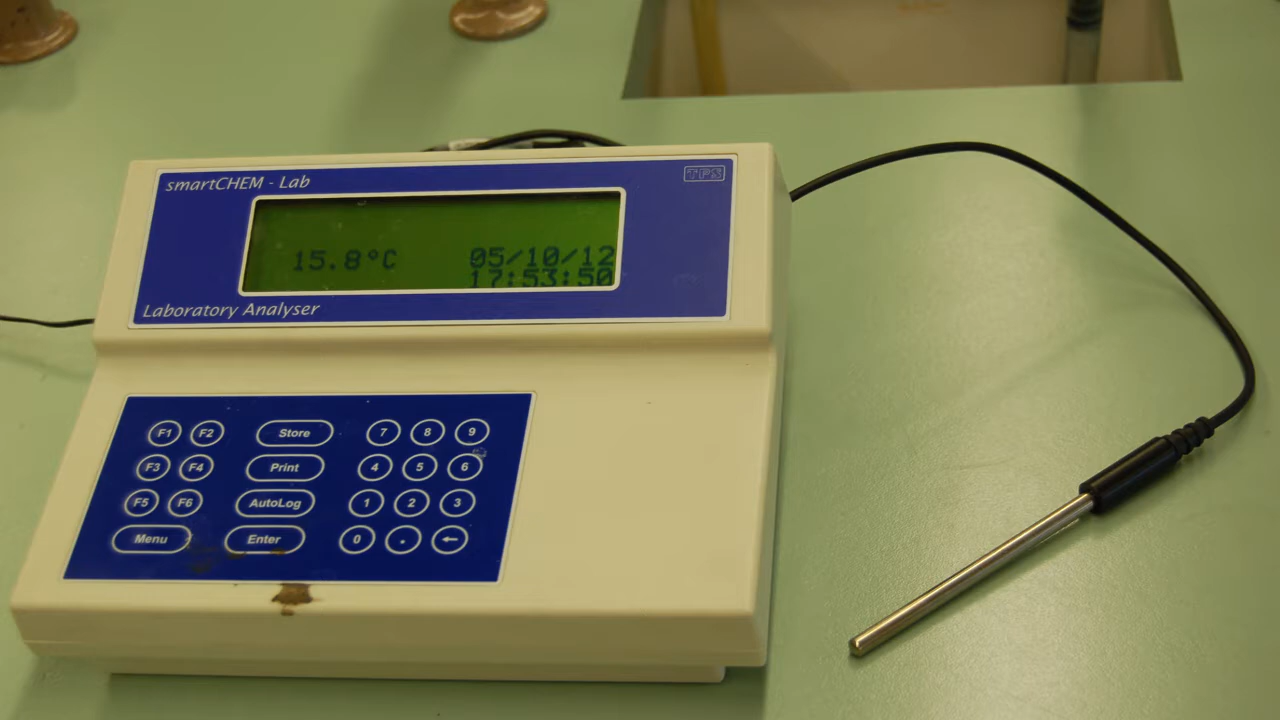 smartCHEM - Lab
TPS
15.8°C 05/10/12
17:53:50
Laboratory Analyser
F1 F2 Store 7 8 9
F3 F4 Print 4 5 6
F5 F6 AutoLog 1 2 3
Menu Enter 0 . ←